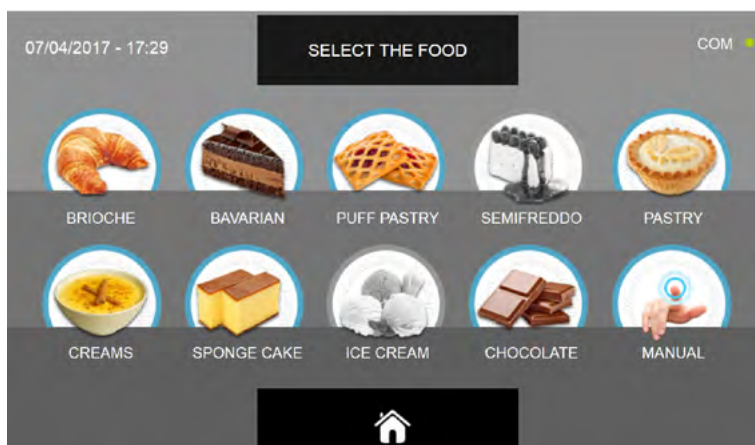 07/04/2017 - 17:29
SELECT THE FOOD
COM
BRIOCHE
BAVARIAN
PUFF PASTRY
SEMIFREDDO
PASTRY
CREAMS
SPONGE CAKE
ICE CREAM
CHOCOLATE
MANUAL